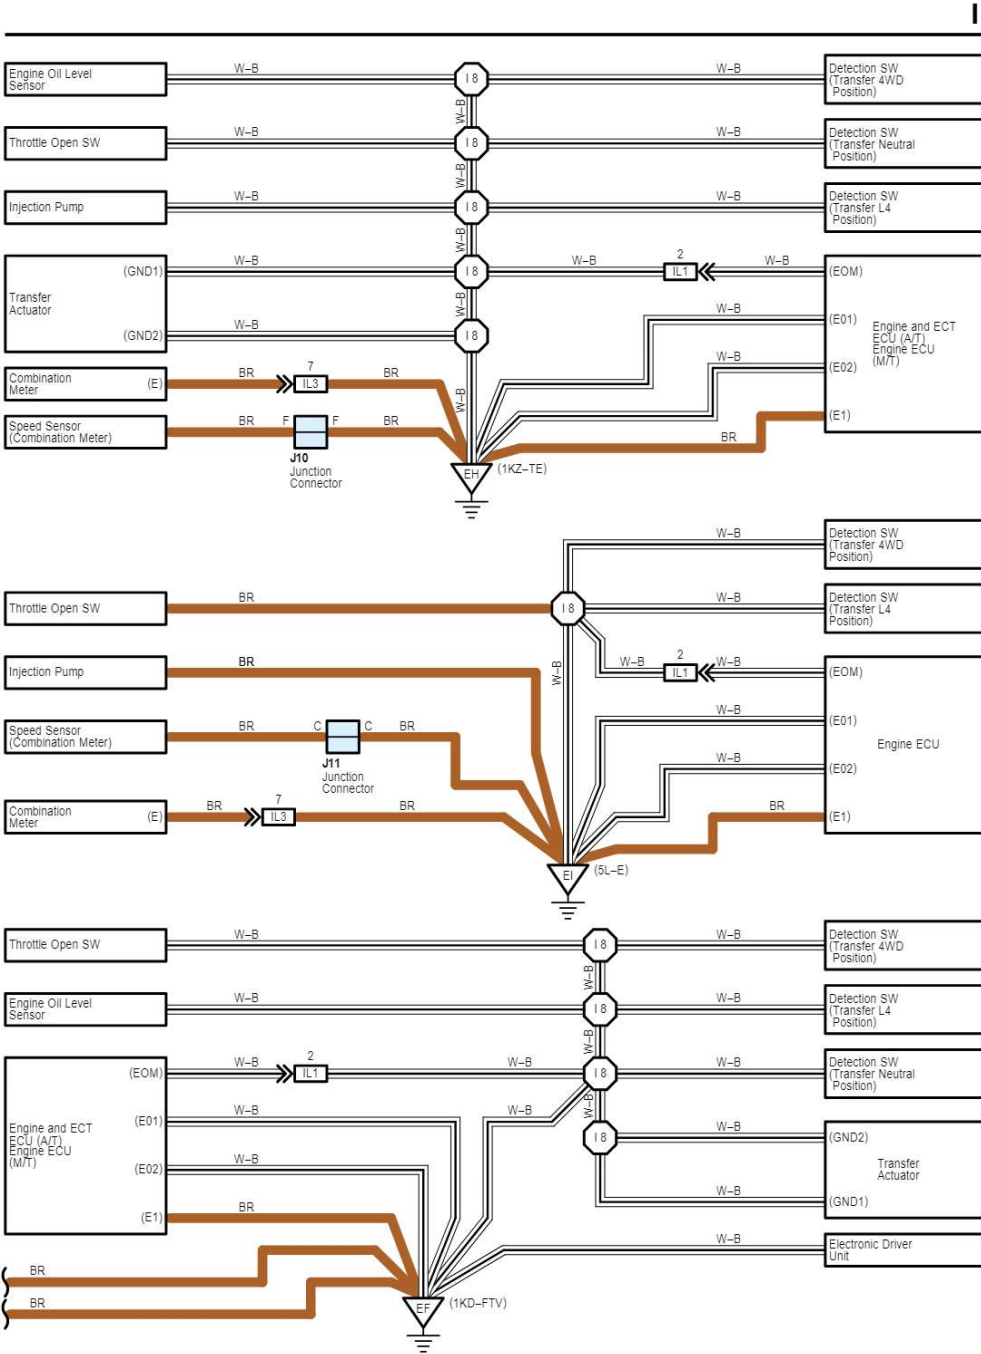 I
Engine Oil Level
Sensor
W–B
I 8
W–B
Detection SW
(Transfer 4WD
Position)
W–B
Throttle Open SW
W–B
I 8
W–B
Detection SW
(Transfer Neutral
Position)
W–B
Injection Pump
W–B
I 8
W–B
Detection SW
(Transfer L4
Position)
W–B
Transfer
Actuator
(GND1)
W–B
I 8
W–B
2
IL1
W–B
(EOM)
W–B
(GND2)
W–B
I 8
W–B
(E01)
Engine and ECT
ECU (A/T)
Engine ECU
(M/T)
W–B
(E02)
Combination
Meter
(E)
BR
7
IL3
BR
W–B
Speed Sensor
(Combination Meter)
BR
F
F
BR
J10
Junction
Connector
BR
(E1)
EH
(1KZ–TE)
W–B
Detection SW
(Transfer 4WD
Position)
Throttle Open SW
BR
I 8
W–B
Detection SW
(Transfer L4
Position)
Injection Pump
BR
W–B
W–B
2
IL1
W–B
(EOM)
W–B
(E01)
Engine ECU
Speed Sensor
(Combination Meter)
BR
C
C
BR
J11
Junction
Connector
W–B
(E02)
Combination
Meter
(E)
BR
7
IL3
BR
BR
(E1)
EI
(5L–E)
Throttle Open SW
W–B
I 8
W–B
Detection SW
(Transfer 4WD
Position)
W–B
Engine Oil Level
Sensor
W–B
I 8
W–B
Detection SW
(Transfer L4
Position)
W–B
(EOM)
W–B
2
IL1
W–B
I 8
W–B
Detection SW
(Transfer Neutral
Position)
Engine and ECT
ECU (A/T)
Engine ECU
(M/T)
(E01)
W–B
W–B
W–B
I 8
W–B
(GND2)
Transfer
Actuator
(E02)
W–B
W–B
(GND1)
(E1)
BR
W–B
Electronic Driver
Unit
BR
BR
EF
(1KD–FTV)